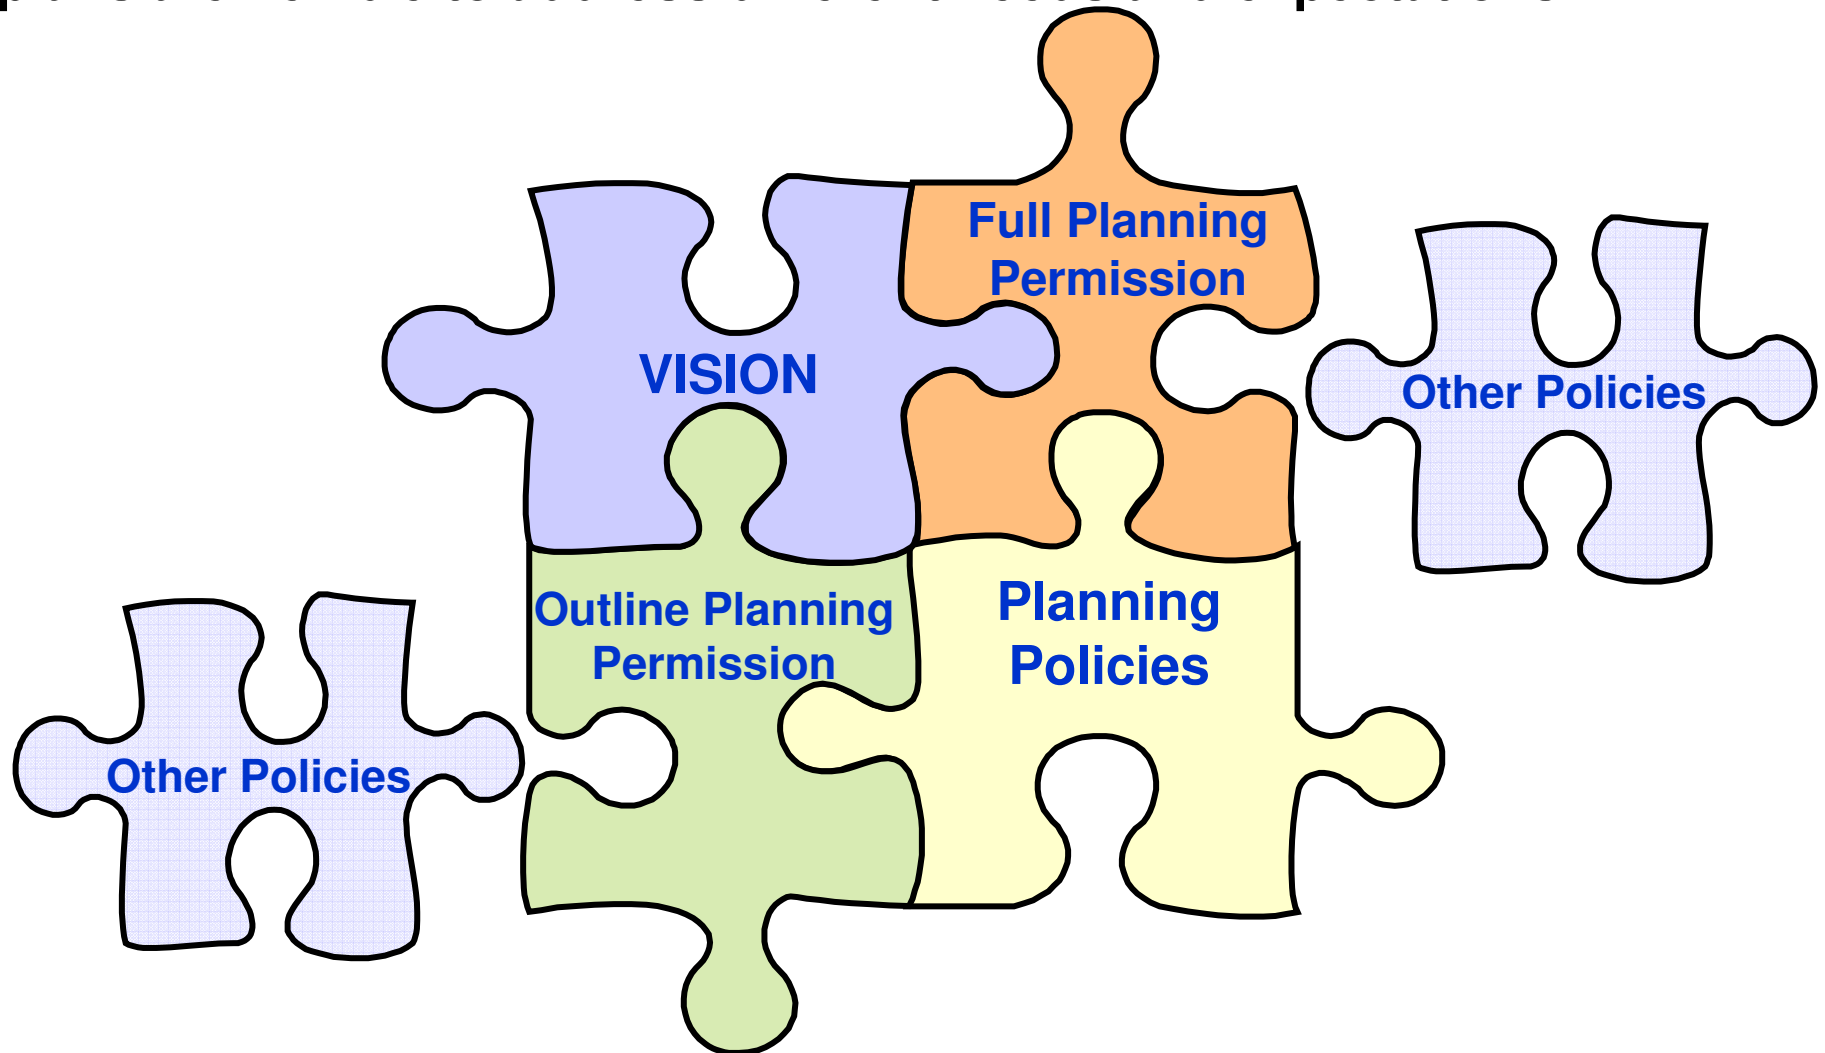 Full Planning
Permission
VISION
Other Policies
Outline Planning
Permission
Planning
Policies
Other Policies